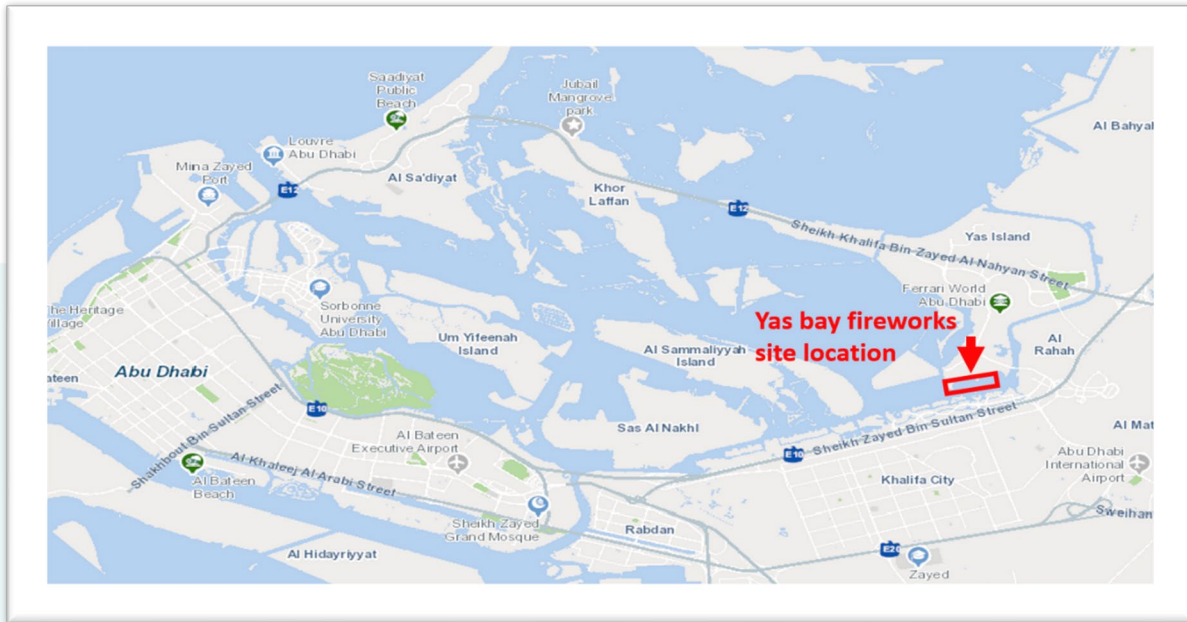 Saadiyat
Public
Beach
Jubail
Mangrove
park
Al Bahyah
Louvre
Abu Dhabi
Mina Zayed
Port
E12
Al Sa'diyat
Khor
Laffan
E12
Sheikh Khalifa Bin Zayed Al Nahyan Street
Yas Island
Ferrari World
Abu Dhabi
The Heritage
Village
Sorbonne
University
Abu Dhabi
Um Yifeenah
Island
Yas bay fireworks
site location
Al
Rahah
Al Sammaliyyah
Island
Abu Dhabi
ateen
E10
Shakhbout Bin Sultan Street
Sas Al Nakhl
Sheikh Zayed Bin Sultan Street
E10
Al Mat
Al Bateen
Executive Airport
Al Khaleej Al Arabi Street
Al Bateen
Beach
Abu Dhabi
International
Airport
Khalifa City
Sheikh Zayed
Grand Mosque
Rabdan
Sweihan
Al Hidayriyyat
E20
Zayed